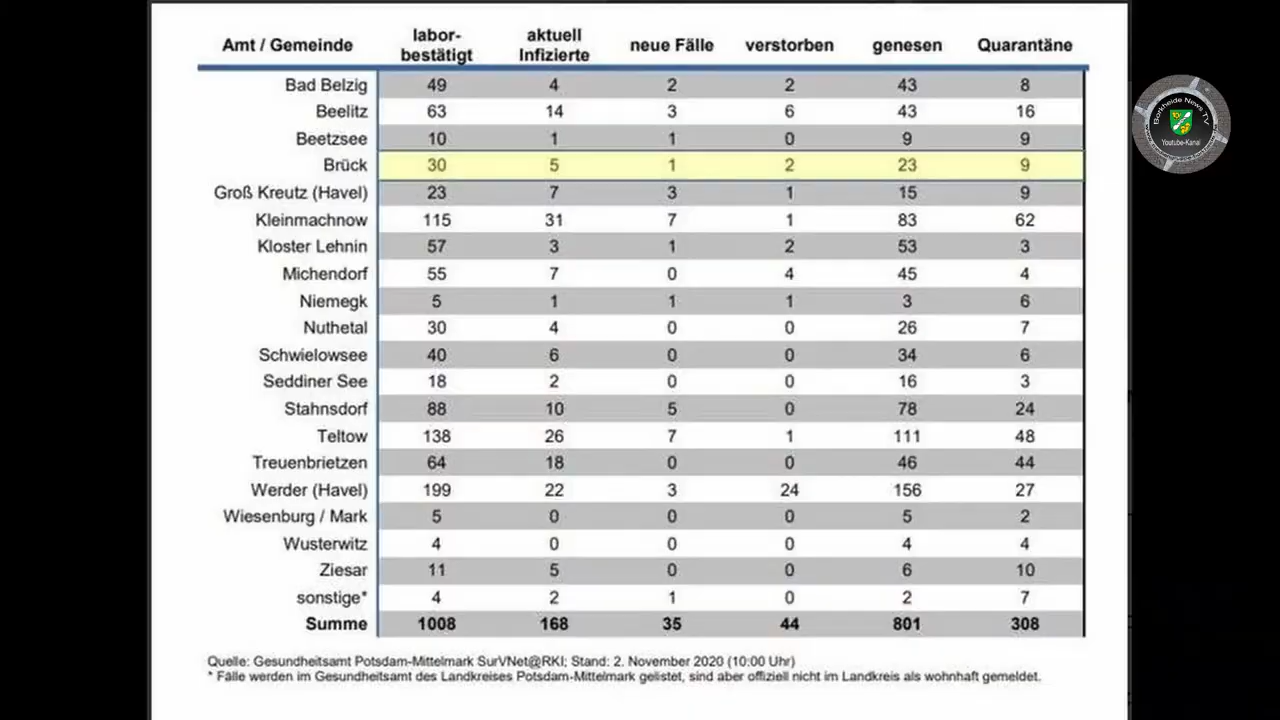 Amt / Gemeinde labor-bestätigt aktuell Infizierte neue Fälle verstorben genesen Quarantäne
Bad Belzig 49 4 2 2 43 8
Beelitz 63 14 3 6 43 16
Beetzsee 10 1 1 0 9 9
Brück 30 5 1 2 23 9
Groß Kreutz (Havel) 23 7 3 1 15 9
Kleinmachnow 115 31 7 1 83 62
Kloster Lehnin 57 3 1 2 53 3
Michendorf 55 7 0 4 45 4
Niemegk 5 1 1 1 3 6
Nuthetal 30 4 0 0 26 7
Schwielowsee 40 6 0 0 34 6
Seddiner See 18 2 0 0 16 3
Stahnsdorf 88 10 5 0 78 24
Teltow 138 26 7 1 111 48
Treuenbrietzen 64 18 0 0 46 44
Werder (Havel) 199 22 3 24 156 27
Wiesenburg / Mark 5 0 0 0 5 2
Wusterwitz 4 0 0 0 4 4
Ziesar 11 5 0 0 6 10
sonstige* 4 2 1 0 2 7
Summe 1008 168 35 44 801 308
Quelle: Gesundheitsamt Potsdam-Mittelmark SurVNet@RKI; Stand: 2. November 2020 (10:00 Uhr)
* Fälle werden im Gesundheitsamt des Landkreises Potsdam-Mittelmark gelistet, sind aber offiziell nicht im Landkreis als wohnhaft gemeldet.
Borkheide News TV
Youtube-Kanal